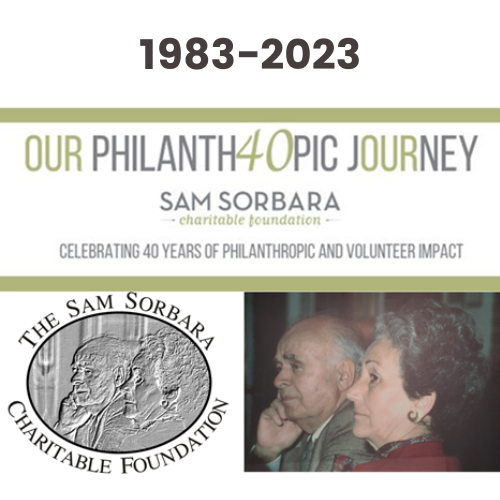 1983-2023
OUR PHILANTH40PIC JOURNEY
SAM SORBARA
charitable foundation
CELEBRATING 40 YEARS OF PHILANTHROPIC AND VOLUNTEER IMPACT
THE SAM SORBARA
CHARITABLE FOUNDATION